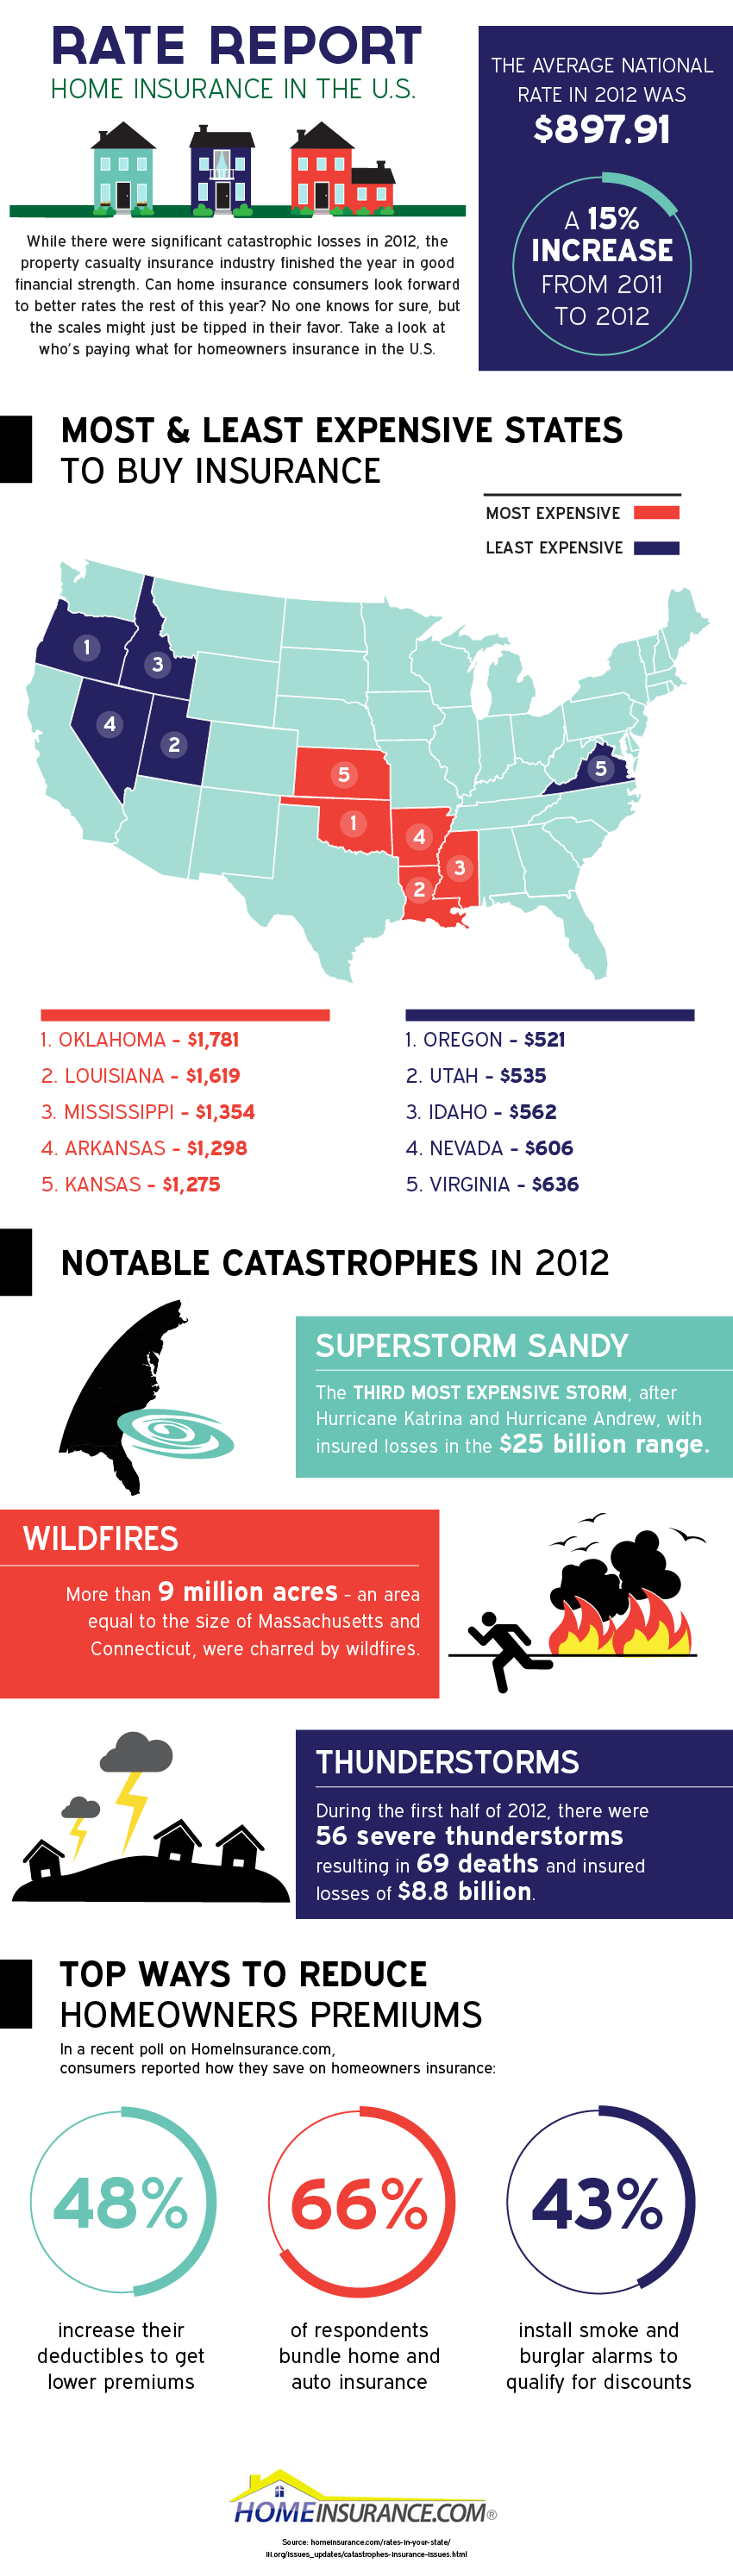 RATE REPORT
HOME INSURANCE IN THE U.S.
While there were significant catastrophic losses in 2012, the
property casualty insurance industry finished the year in good
financial strength. Can home insurance consumers look forward
to better rates the rest of this year? No one knows for sure, but
the scales might just be tipped in their favor. Take a look at
who's paying what for homeowners insurance in the U.S.
THE AVERAGE NATIONAL
RATE IN 2012 WAS
$897.91
A 15%
INCREASE
FROM 2011
TO 2012
MOST & LEAST EXPENSIVE STATES
TO BUY INSURANCE
MOST EXPENSIVE
LEAST EXPENSIVE
1
3
4
2
5
5
1
4
3
2
1. OKLAHOMA - $1,781
2. LOUISIANA - $1,619
3. MISSISSIPPI - $1,354
4. ARKANSAS - $1,298
5. KANSAS - $1,275
1. OREGON - $521
2. UTAH - $535
3. IDAHO - $562
4. NEVADA - $606
5. VIRGINIA - $636
NOTABLE CATASTROPHES IN 2012
SUPERSTORM SANDY
The THIRD MOST EXPENSIVE STORM, after
Hurricane Katrina and Hurricane Andrew, with
insured losses in the $25 billion range.
WILDFIRES
More than 9 million acres - an area
equal to the size of Massachusetts and
Connecticut, were charred by wildfires.
THUNDERSTORMS
During the first half of 2012, there were
56 severe thunderstorms
resulting in 69 deaths and insured
losses of $8.8 billion.
TOP WAYS TO REDUCE
HOMEOWNERS PREMIUMS
In a recent poll on HomeInsurance.com,
consumers reported how they save on homeowners insurance:
48%
increase their
deductibles to get
lower premiums
66%
of respondents
bundle home and
auto insurance
43%
install smoke and
burglar alarms to
qualify for discounts
HOMEINSURANCE.COM®
Source: homeinsurance.com/rates-in-your-state/
iii.org/issues_updates/catastrophes-insurance-issues.html